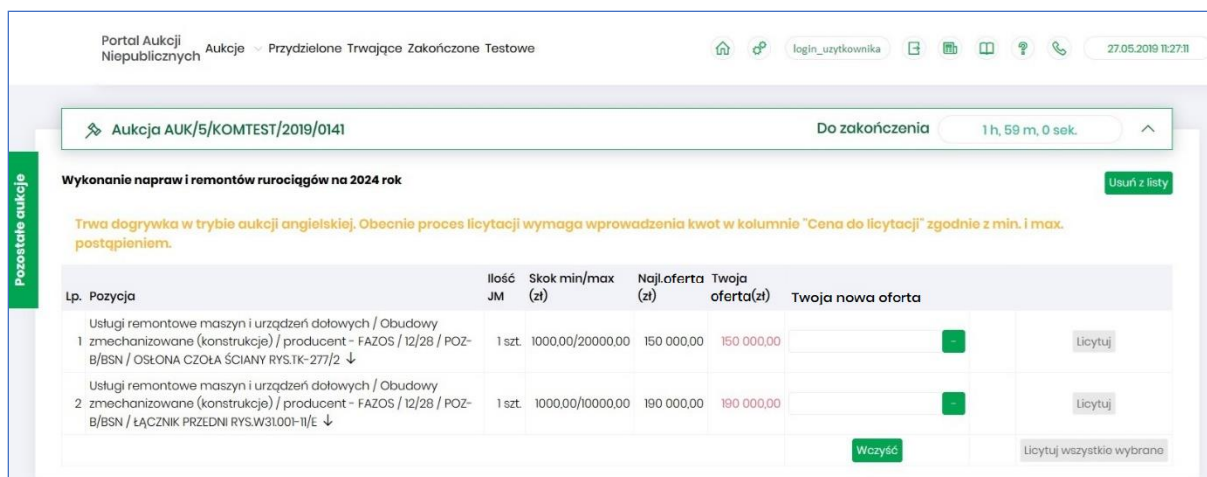 Portal Aukcji
Niepublicznych
Aukcje Przydzielone Trwające Zakończone Testowe
login_uzytkownika
27.05.2019 11:27:11
Aukcja AUK/5/KOMTEST/2019/0141
Do zakończenia
1 h, 59 m, 0 sek.
Pozostałe aukcje
Wykonanie napraw i remontów rurociągów na 2024 rok
Usuń z listy
Trwa dogrywka w trybie aukcji angielskiej. Obecnie proces licytacji wymaga wprowadzenia kwot w kolumnie "Cena do licytacji" zgodnie z min. i max.
postąpieniem.
Lp. Pozycja
Ilość
JM
Skok min/max
(zł)
Najl.oferta
(zł)
Twoja
oferta(zł)
Twoja nowa oferta
Usługi remontowe maszyn i urządzeń dołowych / Obudowy
1 zmechanizowane (konstrukcje) / producent - FAZOS / 12/28 / POZ-
B/BSN / OSŁONA CZOŁA ŚCIANY RYS.TK-277/2 ↓
1 szt. 1000,00/20000,00 150 000,00 150 000,00 - Licytuj
Usługi remontowe maszyn i urządzeń dołowych / Obudowy
2 zmechanizowane (konstrukcje) / producent - FAZOS / 12/28 / POZ-
B/BSN / ŁĄCZNIK PRZEDNI RYS.W31.001-11/E ↓
1 szt. 1000,00/10000,00 190 000,00 190 000,00 - Licytuj
Wczyść
Licytuj wszystkie wybrane